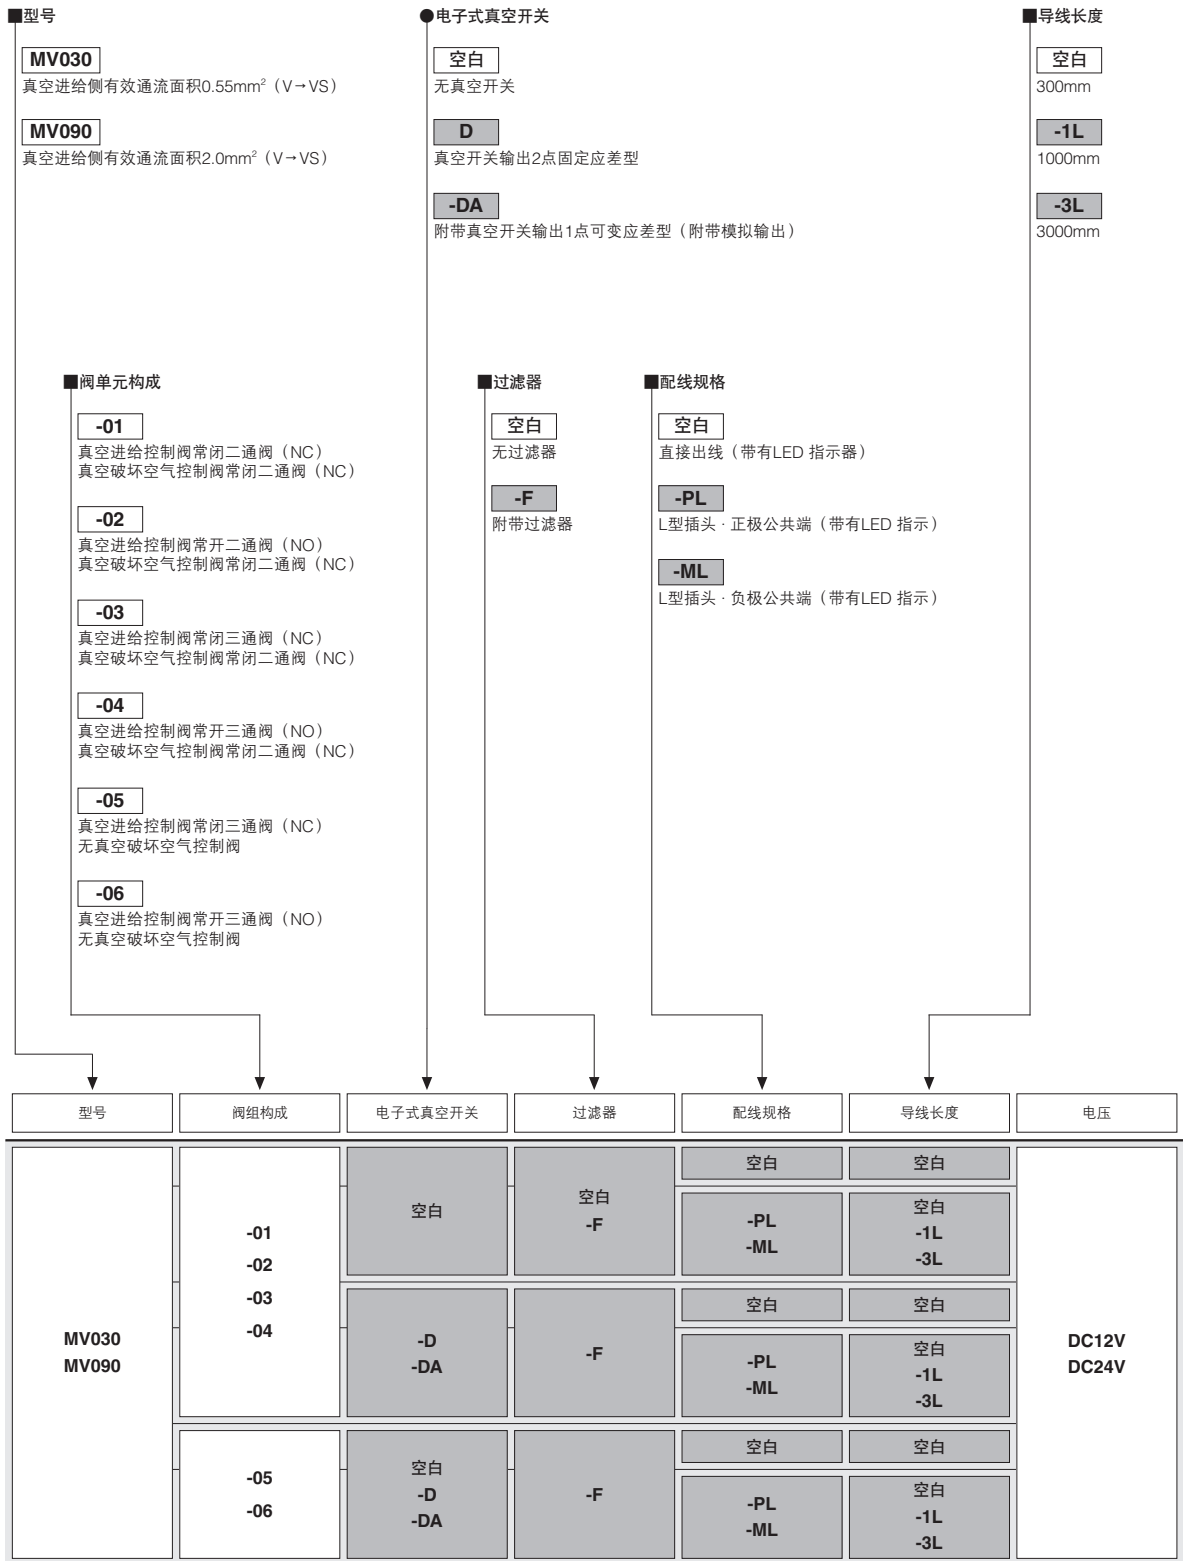 ■型号
MV030
真空进给侧有效通流面积0.55mm²（V→VS）
MV090
真空进给侧有效通流面积2.0mm²（V→VS）
●电子式真空开关
空白
无真空开关
D
真空开关输出2点固定应差型
-DA
附带真空开关输出1点可变应差型（附带模拟输出）
■导线长度
空白
300mm
-1L
1000mm
-3L
3000mm
■阀单元构成
-01
真空进给控制阀常闭二通阀（NC）
真空破坏空气控制阀常闭二通阀（NC）
-02
真空进给控制阀常开二通阀（NO）
真空破坏空气控制阀常闭二通阀（NC）
-03
真空进给控制阀常闭三通阀（NC）
真空破坏空气控制阀常闭二通阀（NC）
-04
真空进给控制阀常开三通阀（NO）
真空破坏空气控制阀常闭二通阀（NC）
-05
真空进给控制阀常闭三通阀（NC）
无真空破坏空气控制阀
-06
真空进给控制阀常开三通阀（NO）
无真空破坏空气控制阀
■过滤器
空白
无过滤器
-F
附带过滤器
■配线规格
空白
直接出线（带有LED 指示器）
-PL
L型插头 · 正极公共端（带有LED 指示）
-ML
L型插头 · 负极公共端（带有LED 指示）
型号
阀组构成
电子式真空开关
过滤器
配线规格
导线长度
电压
MV030
MV090
-01
-02
-03
-04
空白
空白
-F
空白
空白
-PL
-ML
空白
-1L
-3L
-D
-DA
-F
空白
空白
-PL
-ML
空白
-1L
-3L
-05
-06
空白
-D
-DA
-F
空白
空白
-PL
-ML
空白
-1L
-3L
DC12V
DC24V